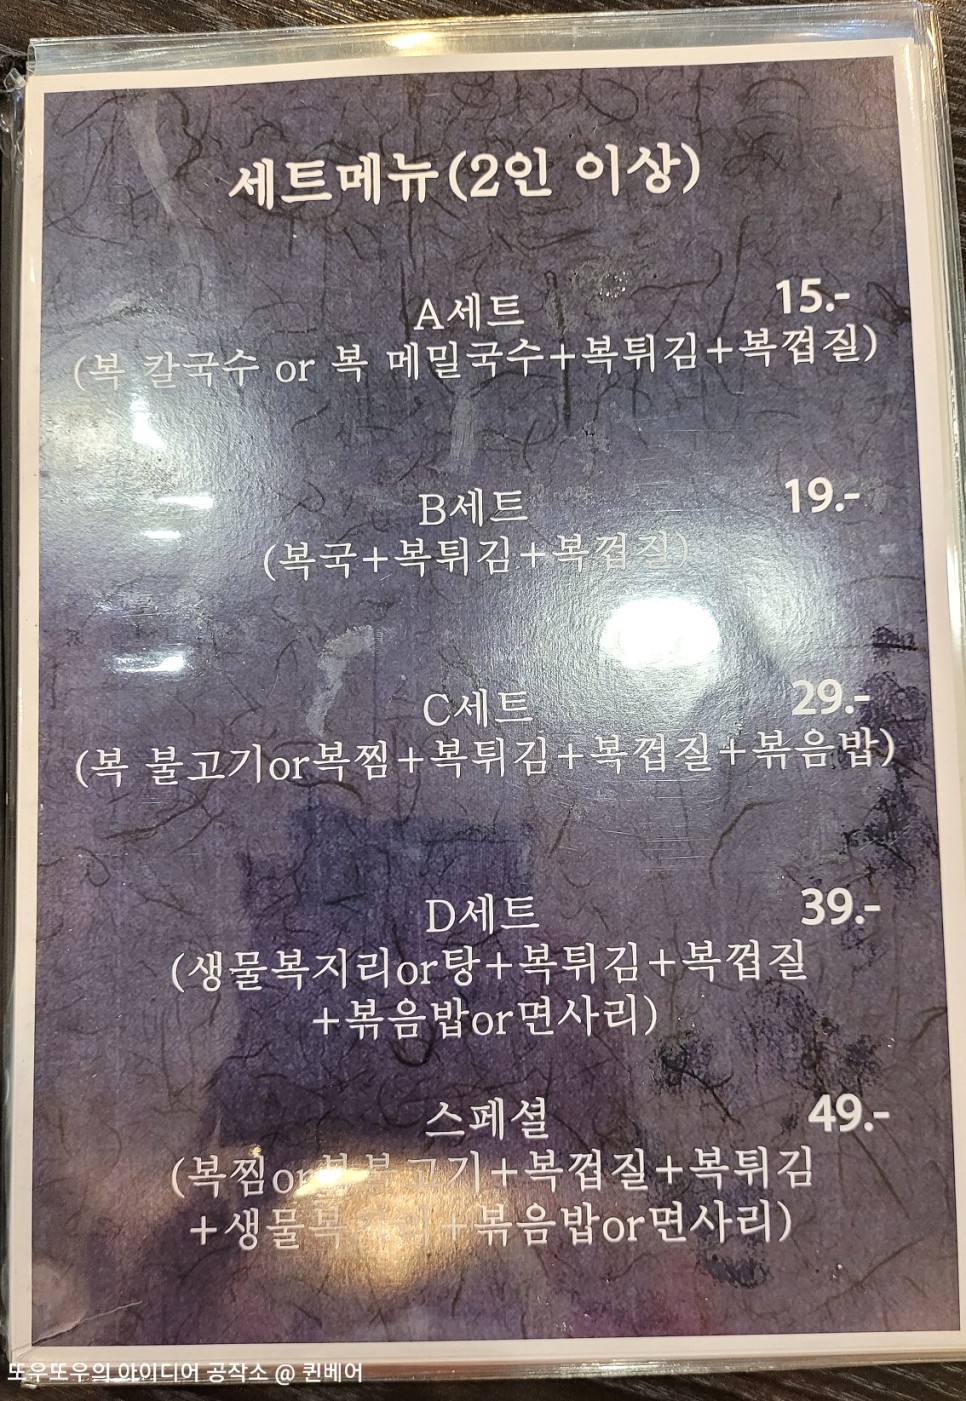 세트메뉴(2인 이상)
A세트 15.-
(복 칼국수 or 복 메밀국수+복튀김+복껍질)
B세트 19.-
(복국+복튀김+복껍질)
C세트 29.-
(복 불고기or복찜+복튀김+복껍질+볶음밥)
D세트 39.-
(생물복지리or탕+복튀김+복껍질
+볶음밥or면사리)
스페셜 49.-
(복찜or복불고기+복껍질+복튀김
+생물복지리+볶음밥or면사리)
또우또우의 아이디어 공작소 @ 퀸베어